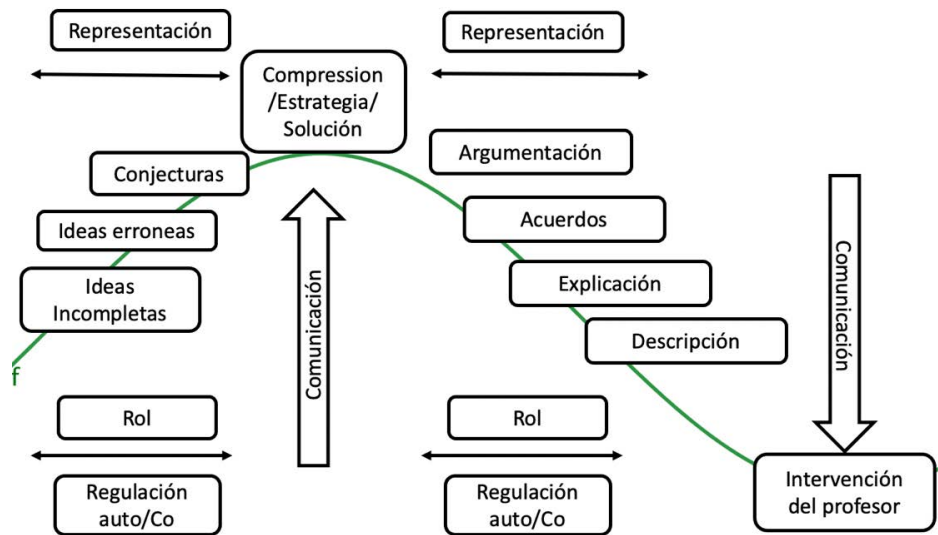 Representación
Representación
Compression
/Estrategia/
Solución
Argumentación
Conjecturas
Acuerdos
Ideas erroneas
Explicación
Ideas
Incompletas
Descripción
Comunicación
Comunicación
f
Rol
Rol
Regulación
auto/Co
Regulación
auto/Co
Intervención
del profesor